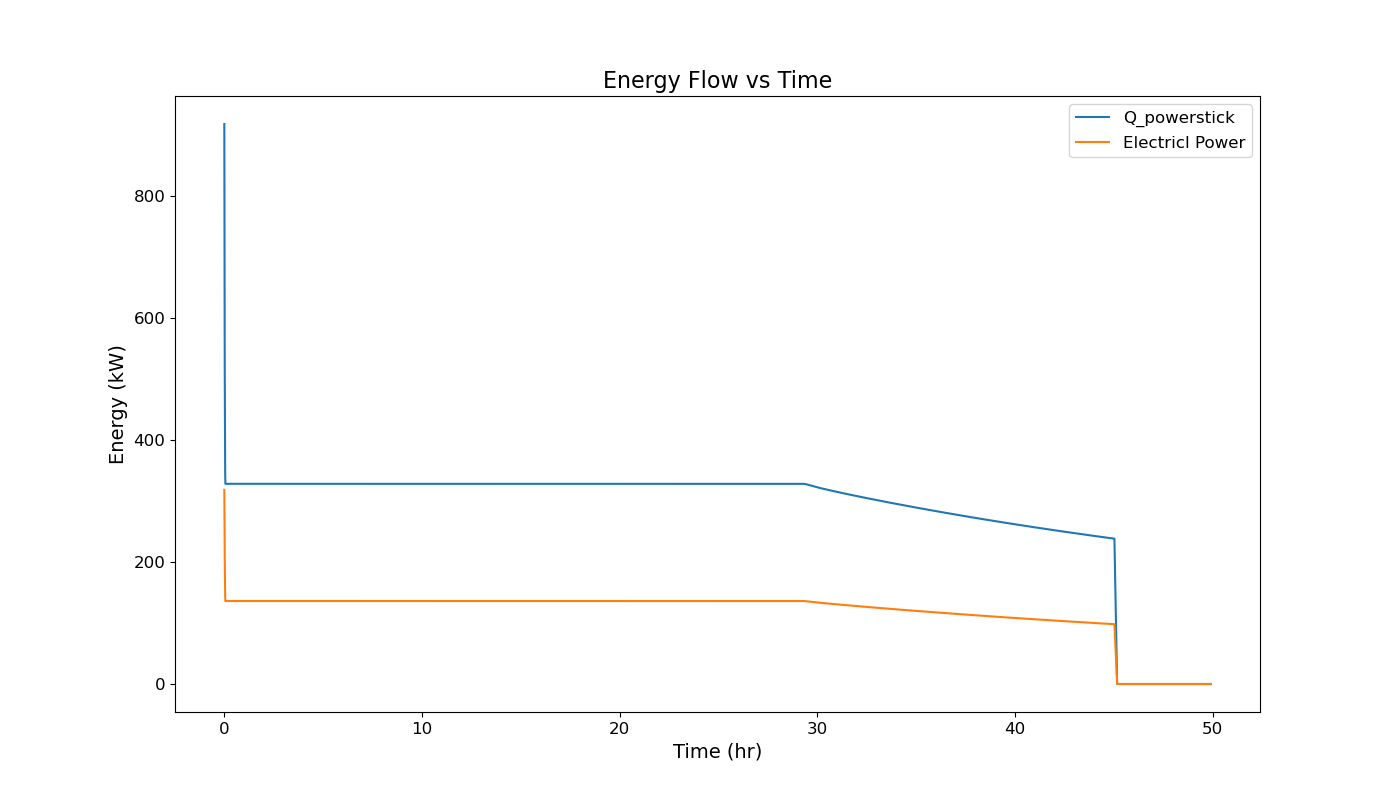 Energy Flow vs Time
Q_powerstick
Electricl Power
800
600
400
200
0
Energy (kW)
0 10 20 30 40 50
Time (hr)